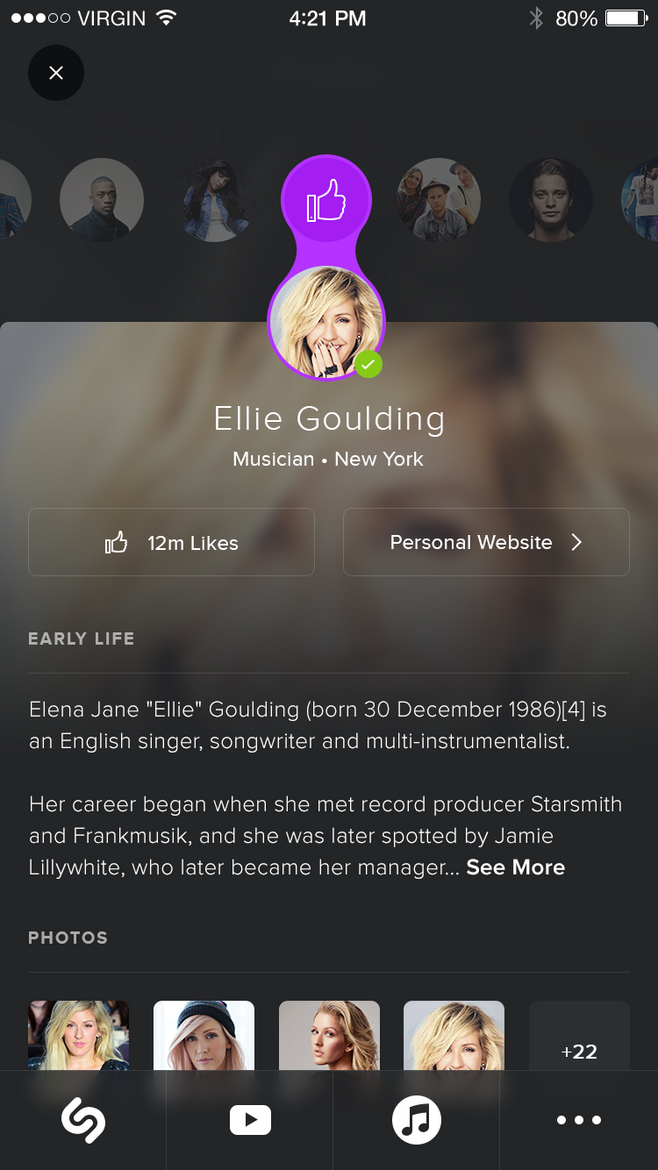 VIRGIN 4:21 PM 80%
Ellie Goulding
Musician • New York
12m Likes
Personal Website
EARLY LIFE
Elena Jane "Ellie" Goulding (born 30 December 1986)[4] is
an English singer, songwriter and multi-instrumentalist.
Her career began when she met record producer Starsmith
and Frankmusik, and she was later spotted by Jamie
Lillywhite, who later became her manager... See More
PHOTOS
+22